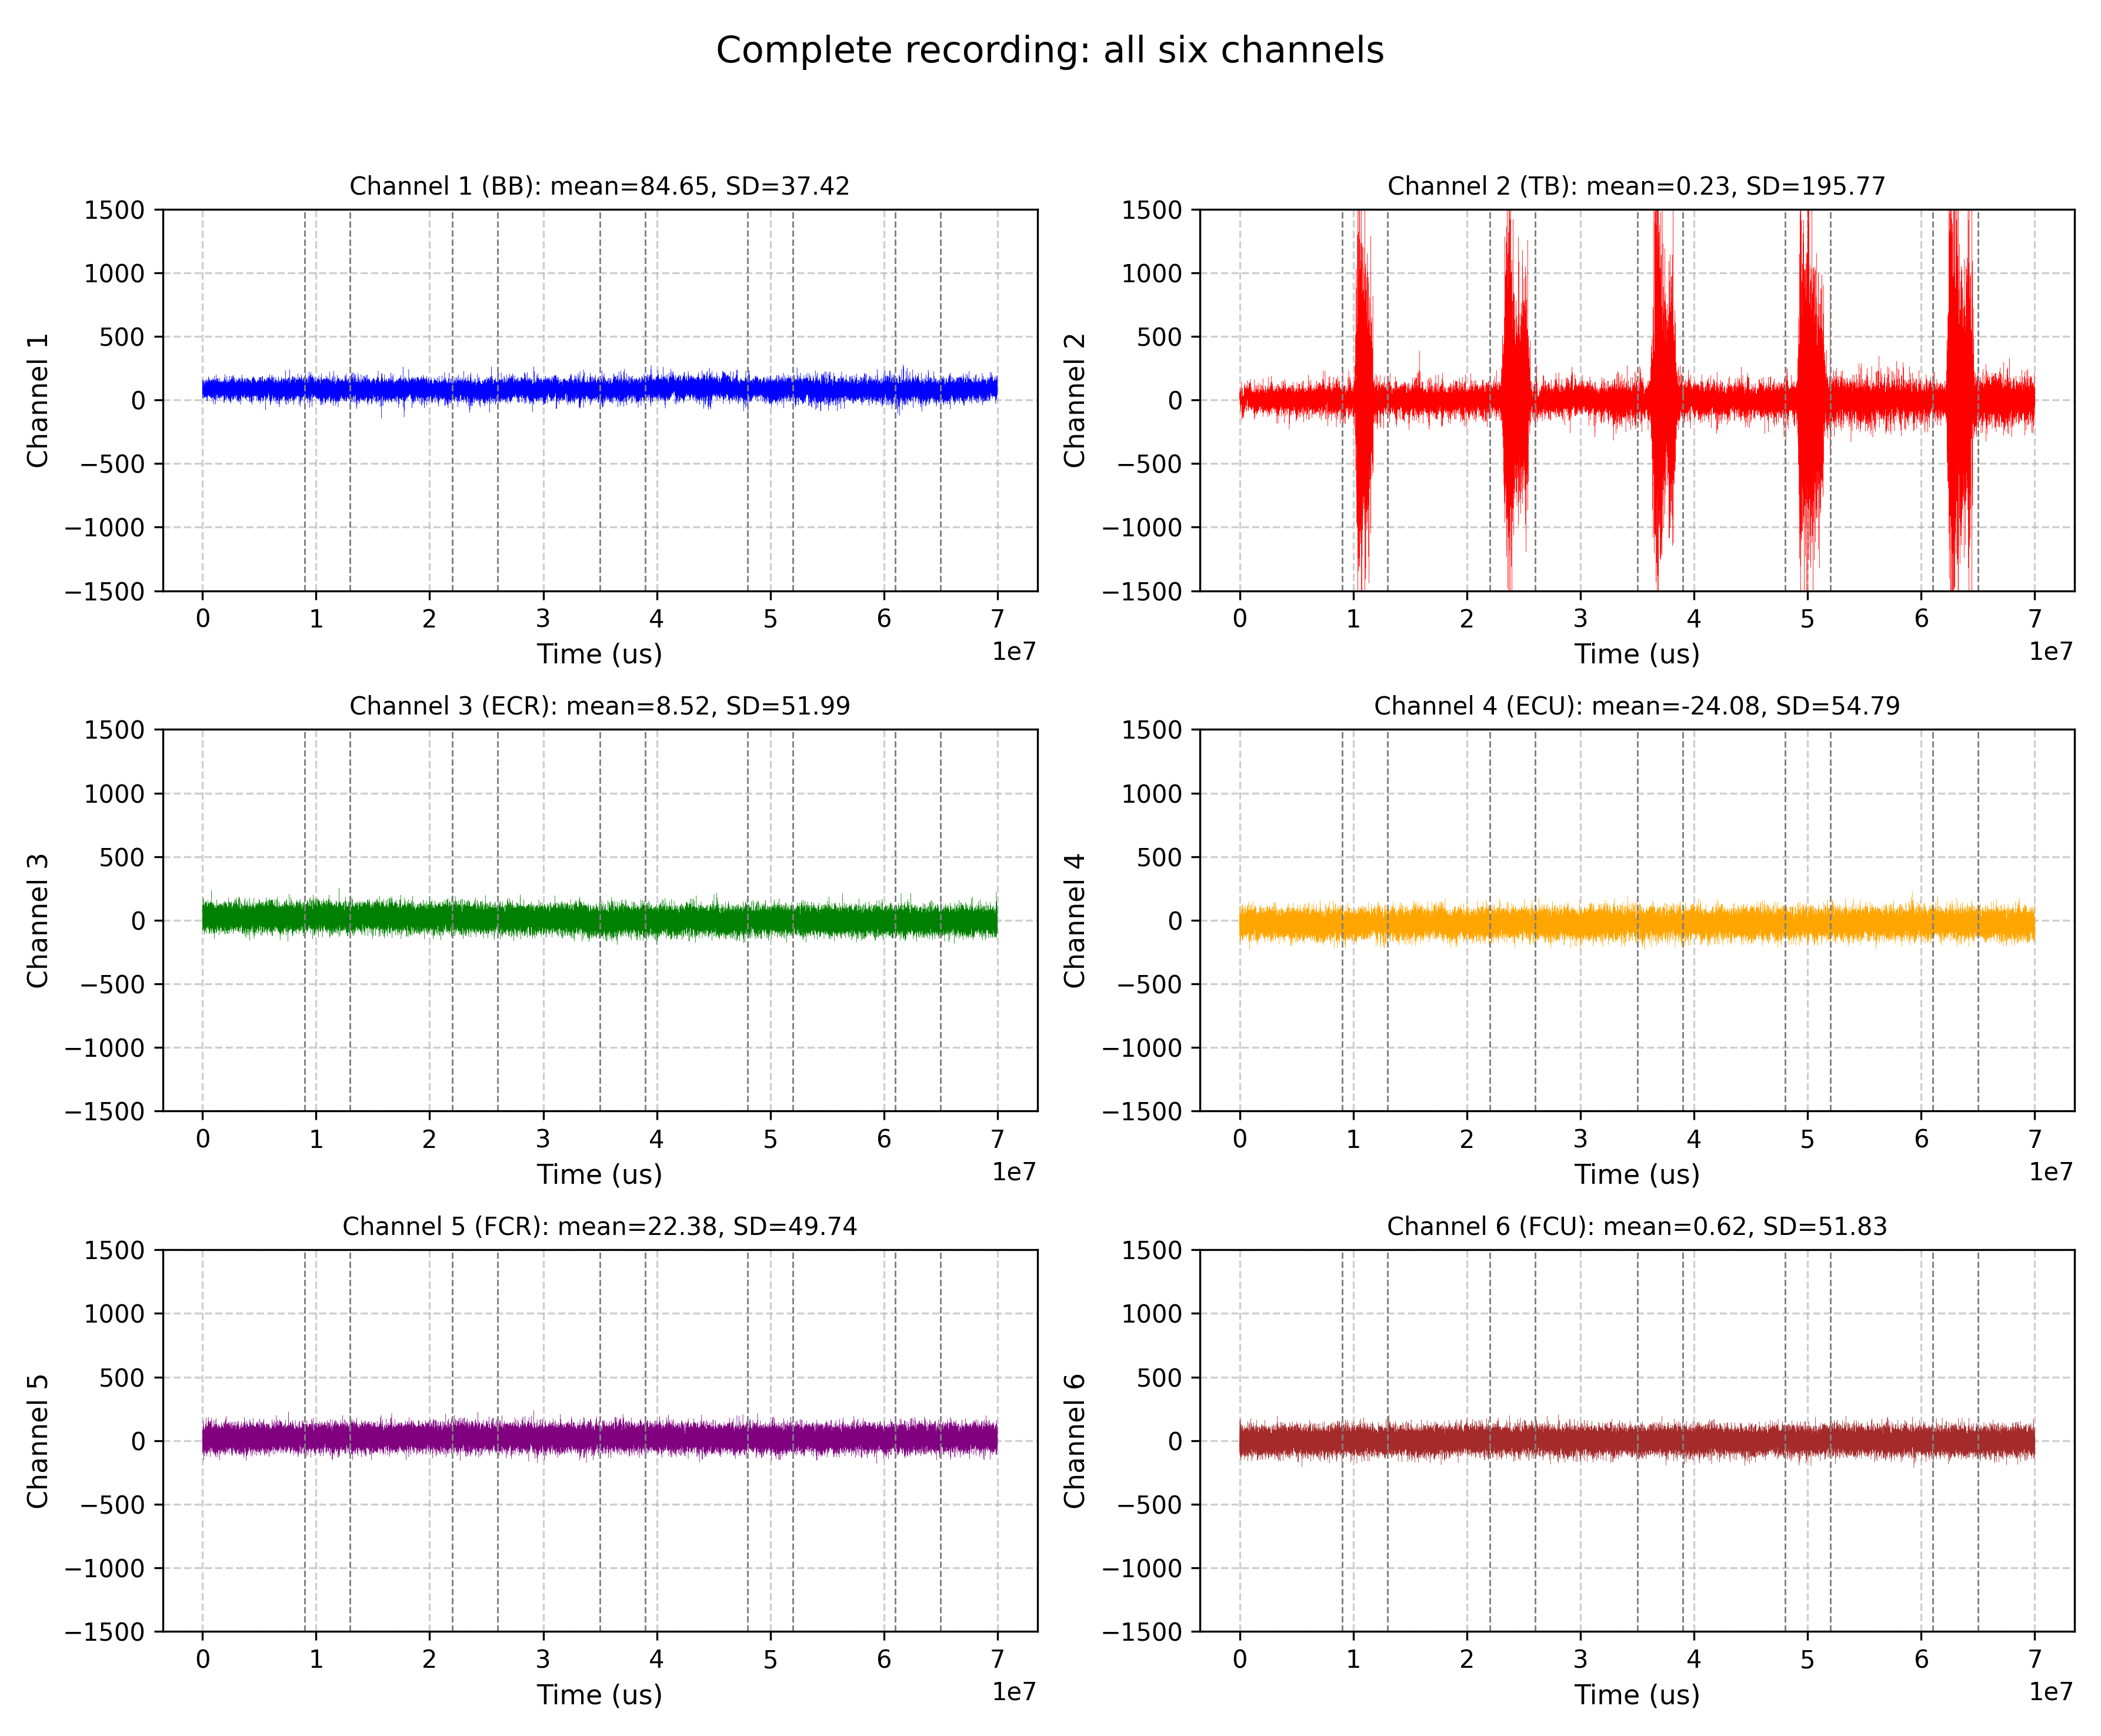 Complete recording: all six channels
Channel 1 (BB): mean=84.65, SD=37.42
1500
1000
500
0
−500
−1000
−1500
Channel 1
0 1 2 3 4 5 6 7
1e7
Time (us)
Channel 2 (TB): mean=0.23, SD=195.77
1500
1000
500
0
−500
−1000
−1500
Channel 2
0 1 2 3 4 5 6 7
1e7
Time (us)
Channel 3 (ECR): mean=8.52, SD=51.99
1500
1000
500
0
−500
−1000
−1500
Channel 3
0 1 2 3 4 5 6 7
1e7
Time (us)
Channel 4 (ECU): mean=-24.08, SD=54.79
1500
1000
500
0
−500
−1000
−1500
Channel 4
0 1 2 3 4 5 6 7
1e7
Time (us)
Channel 5 (FCR): mean=22.38, SD=49.74
1500
1000
500
0
−500
−1000
−1500
Channel 5
0 1 2 3 4 5 6 7
1e7
Time (us)
Channel 6 (FCU): mean=0.62, SD=51.83
1500
1000
500
0
−500
−1000
−1500
Channel 6
0 1 2 3 4 5 6 7
1e7
Time (us)